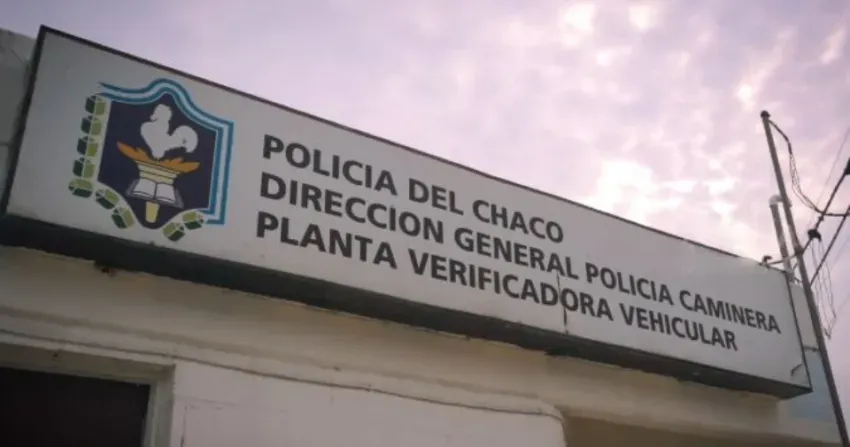 POLICIA DEL CHACO
DIRECCION GENERAL POLICIA CAMINERA
PLANTA VERIFICADORA VEHICULAR